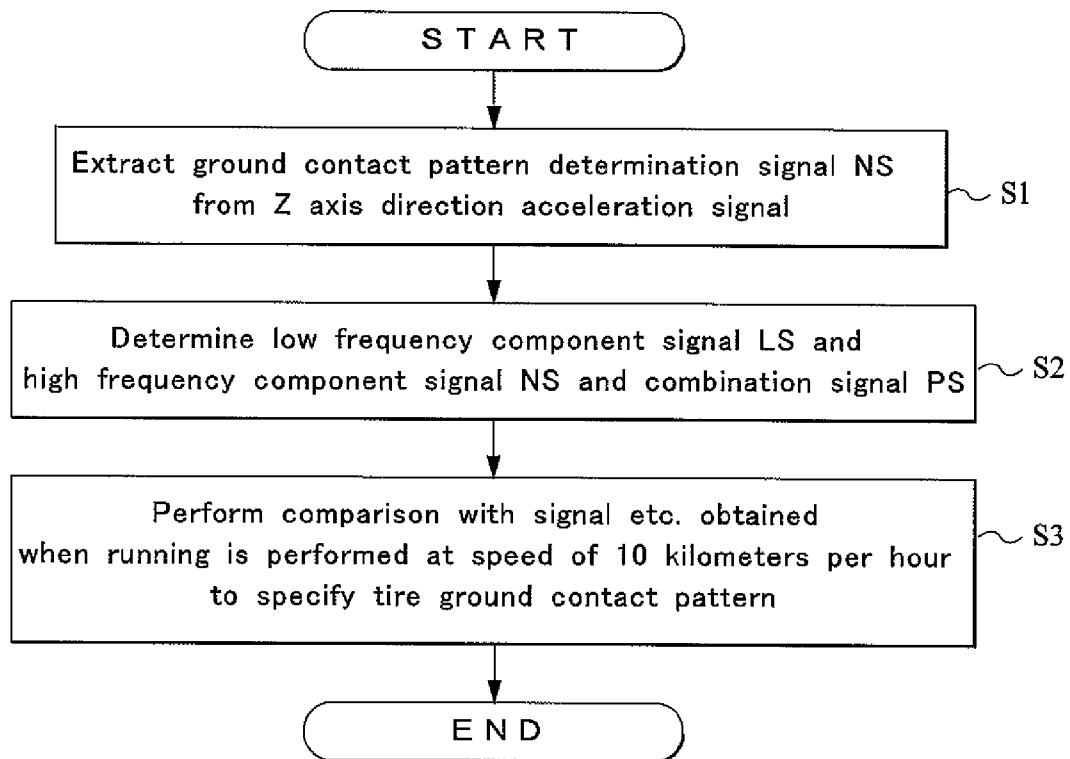 START
Extract ground contact pattern determination signal NS
from Z axis direction acceleration signal
S1
Determine low frequency component signal LS and
high frequency component signal NS and combination signal PS
S2
Perform comparison with signal etc. obtained
when running is performed at speed of 10 kilometers per hour
to specify tire ground contact pattern
S3
END